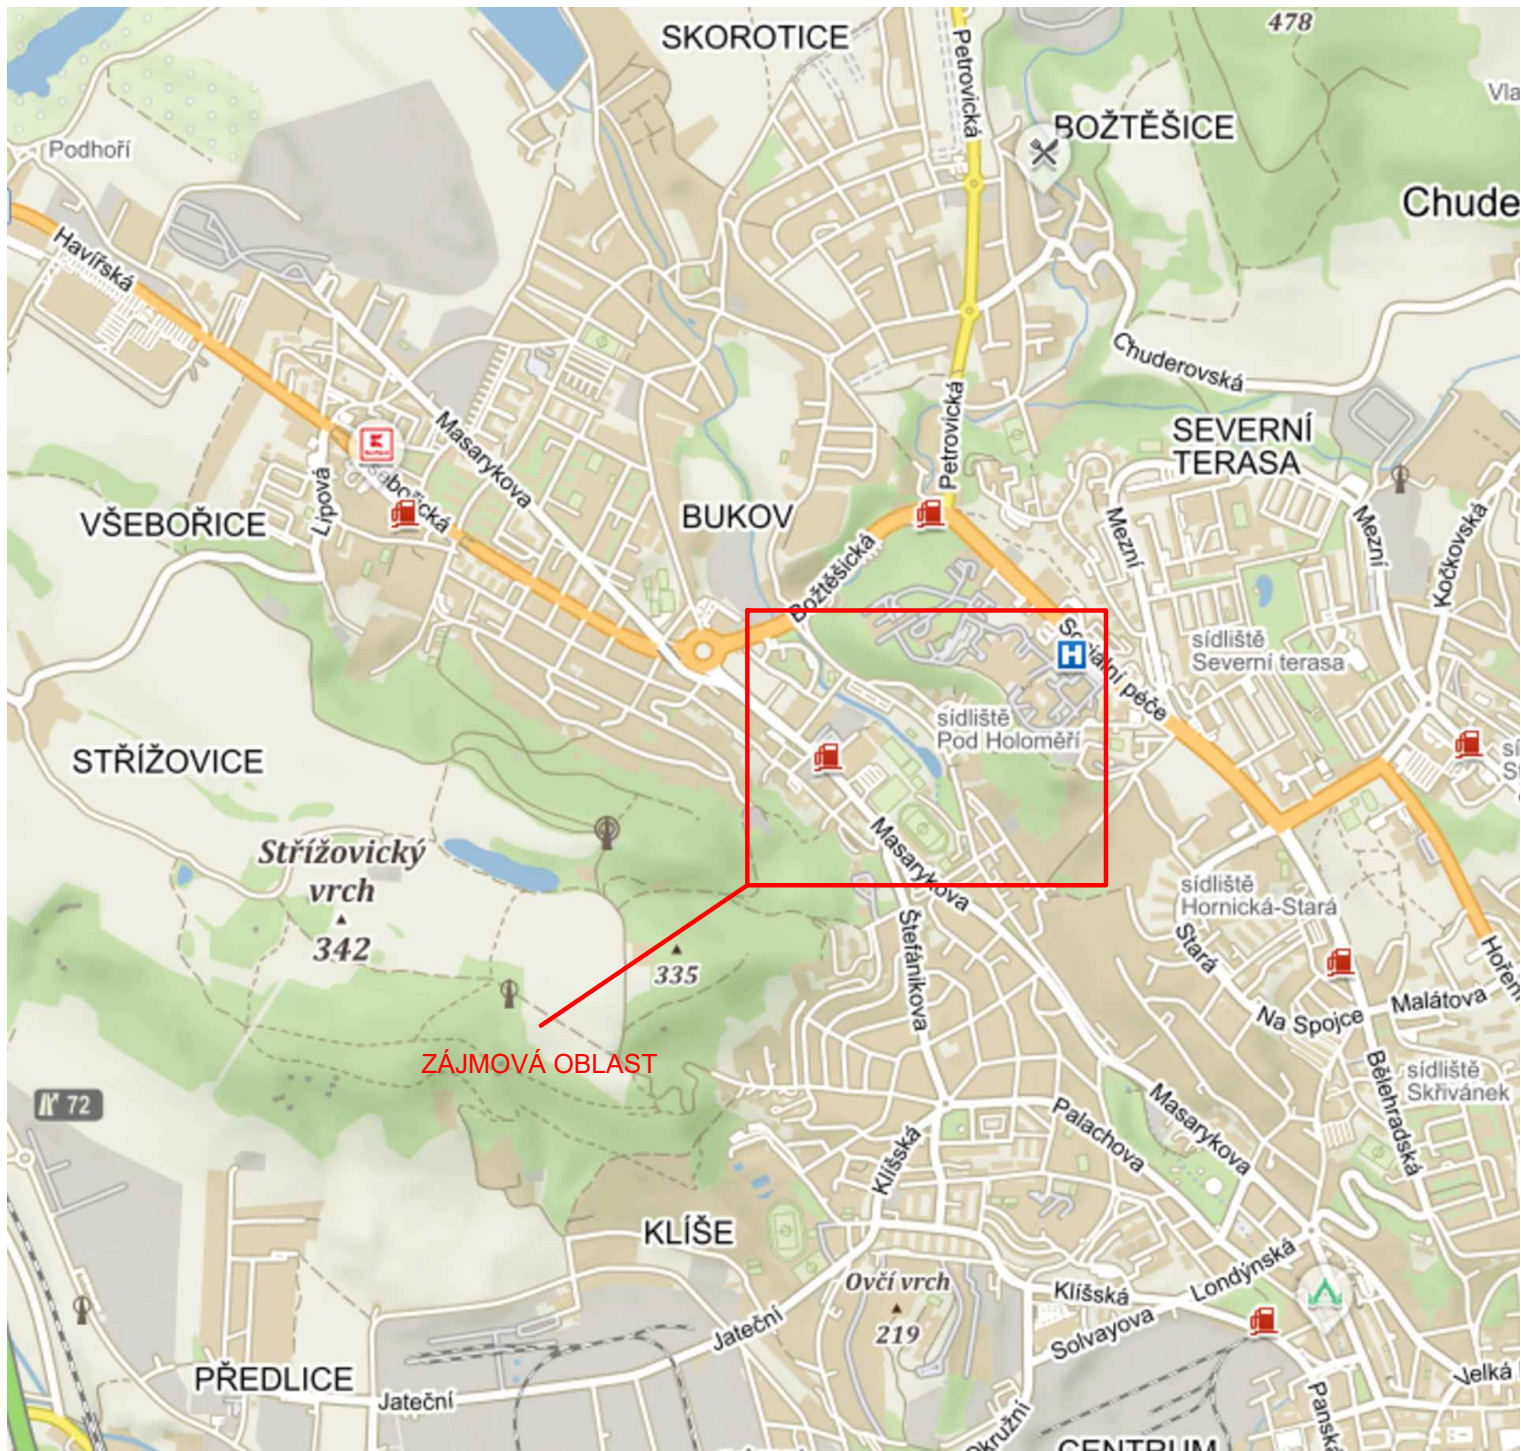 478
SKOROTICE
Petrovická
Vla
BOŽTĚŠICE
Podhoří
Chude
Havířská
Chuderovská
Petrovická
SEVERNÍ
TERASA
Masarykova
Lipová
BUKOV
VŠEBOŘICE
Mezní
Mezní
Kočkovská
Božtěšická
H
Sociální péče
sídliště
Severní terasa
sídliště
Pod Holoměří
STŘÍŽOVICE
Masarykova
Střížovický
vrch
342
335
sídliště
Hornická-Stará
Štefánikova
Stará
Hořeni
Malátova
Na Spojce
ZÁJMOVÁ OBLAST
Bělehradská
sídliště
Skřivánek
72
Palachova
Masarykova
Klíšská
KLÍŠE
Londýnská
Ovčí vrch
219
Klíšská
Solvayova
Jateční
PŘEDLICE
Jateční
Velká
Panská
Okružní
CENTRUM